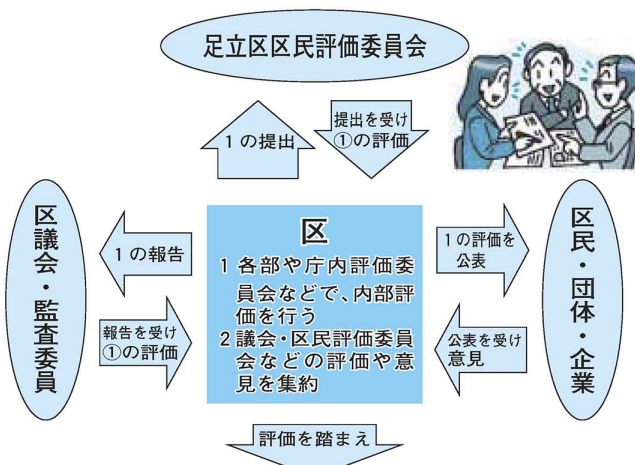 足立区区民評価委員会
1の提出
提出を受け
①の評価
区議会・監査委員
1の報告
報告を受け
①の評価
区
1 各部や庁内評価委
員会などで、内部評
価を行う
2 議会・区民評価委員
会などの評価や意
見を集約
1の評価を
公表
公表を受け
意見
区民・団体・企業
評価を踏まえ